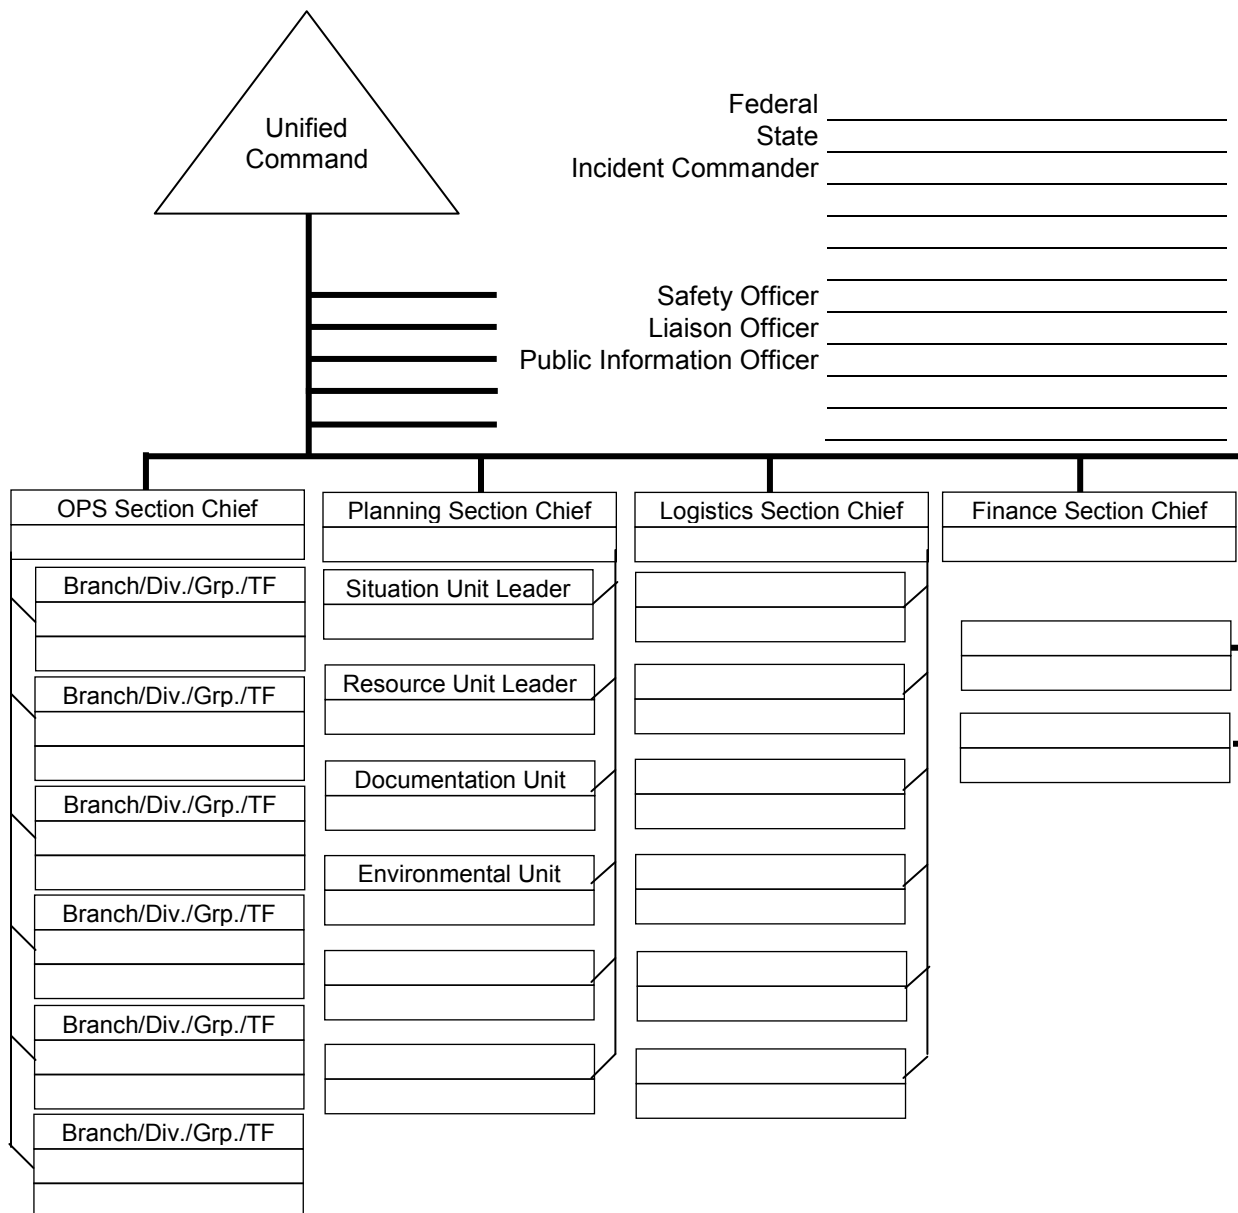 Unified
Command
Federal
State
Incident Commander
Safety Officer
Liaison Officer
Public Information Officer
OPS Section Chief
Branch/Div./Grp./TF
Branch/Div./Grp./TF
Branch/Div./Grp./TF
Branch/Div./Grp./TF
Branch/Div./Grp./TF
Branch/Div./Grp./TF
Planning Section Chief
Situation Unit Leader
Resource Unit Leader
Documentation Unit
Environmental Unit
Logistics Section Chief
Finance Section Chief